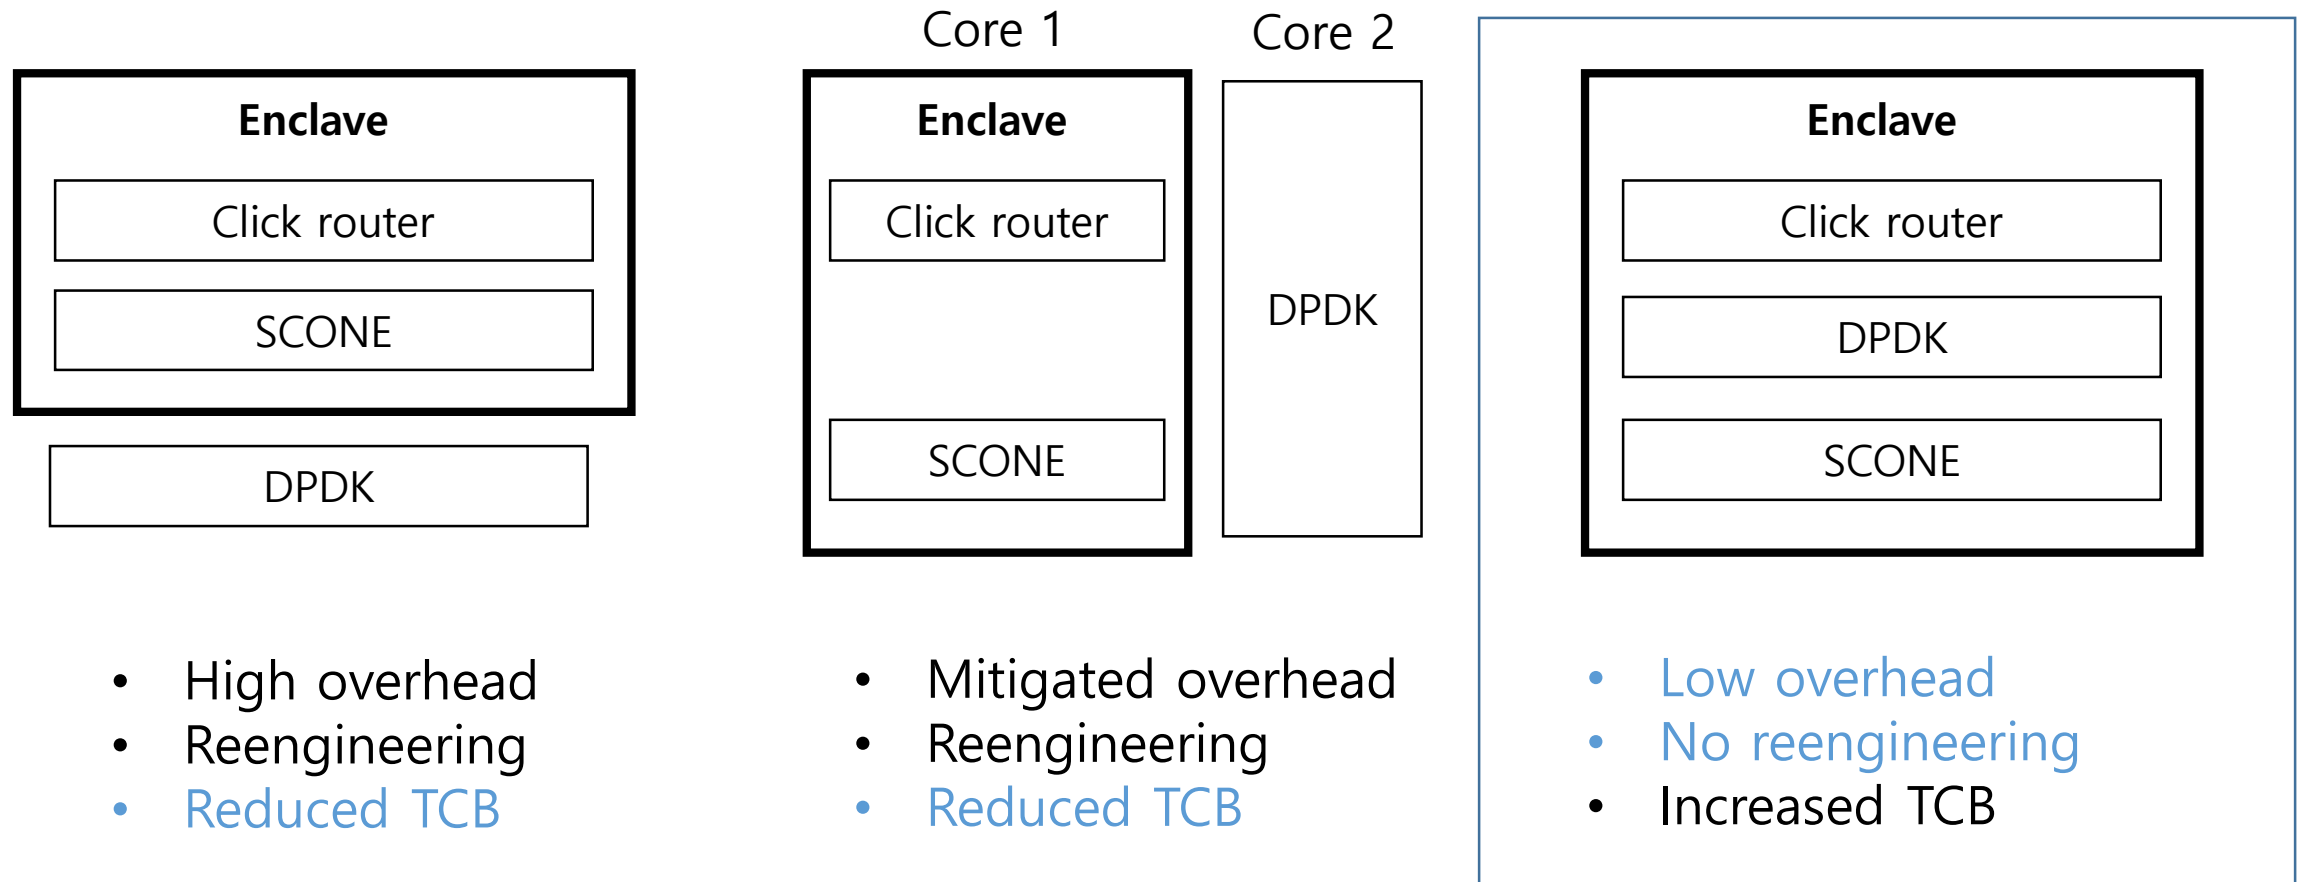 Enclave
Click router
SCONE
DPDK
• High overhead
• Reengineering
• Reduced TCB
Core 1
Core 2
Enclave
Click router
SCONE
DPDK
• Mitigated overhead
• Reengineering
• Reduced TCB
Enclave
Click router
DPDK
SCONE
• Low overhead
• No reengineering
• Increased TCB